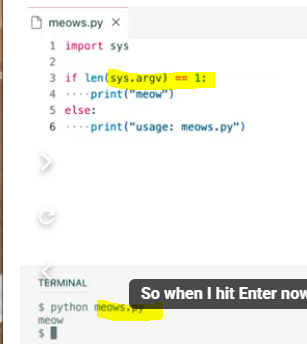 meows.py ×
1 import sys
2
3 if len(sys.argv) == 1:
4 ····print("meow")
5 else:
6 ····print("usage: meows.py")
TERMINAL
So when I hit Enter now
$ python meows.py
meow
$